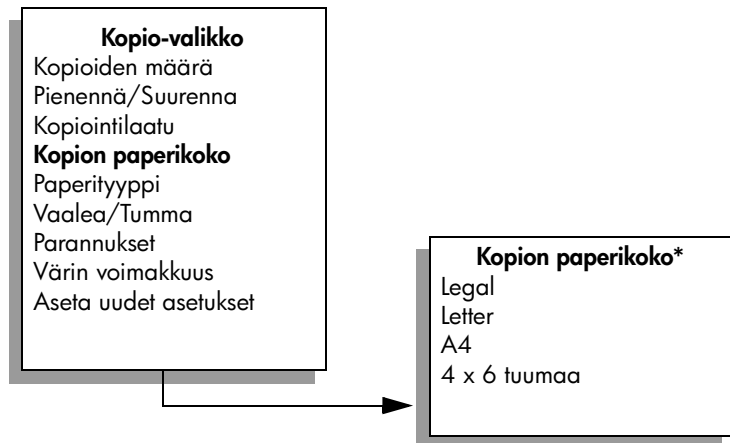 Kopio-valikko
Kopioiden määrä
Pienennä/Suurenna
Kopiointilaatu
Kopion paperikoko
Paperityyppi
Vaalea/Tumma
Parannukset
Värin voimakkuus
Aseta uudet asetukset
Kopion paperikoko*
Legal
Letter
A4
4 x 6 tuumaa